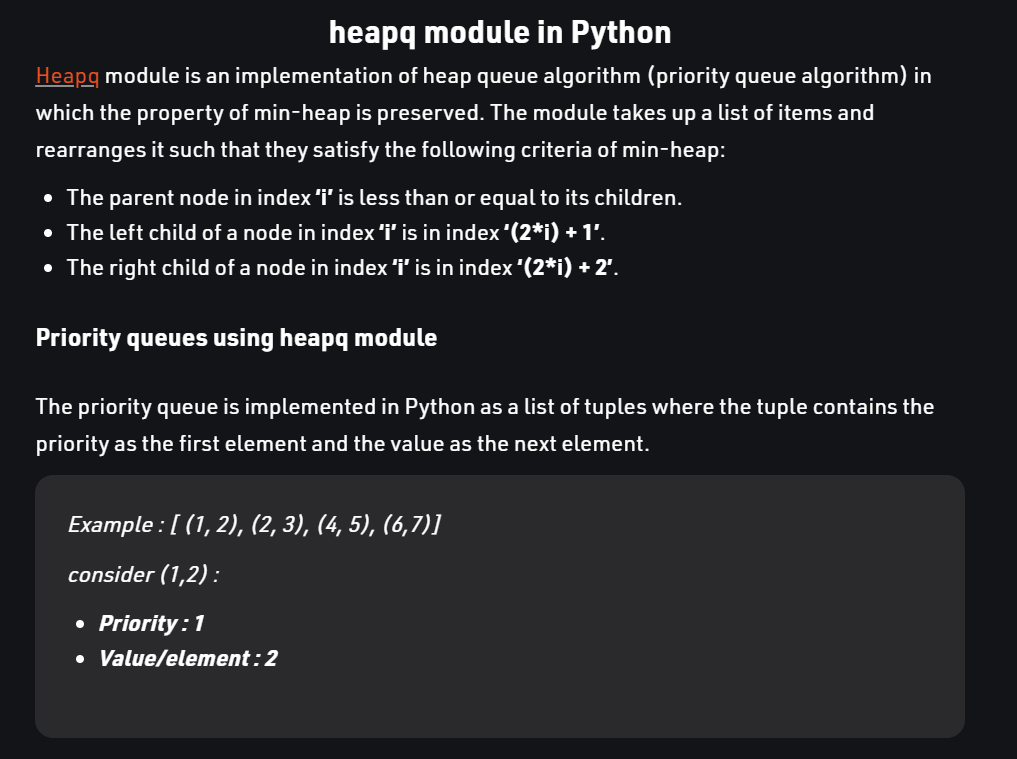 heapq module in Python
Heapq module is an implementation of heap queue algorithm (priority queue algorithm) in
which the property of min-heap is preserved. The module takes up a list of items and
rearranges it such that they satisfy the following criteria of min-heap:
• The parent node in index ‘i’ is less than or equal to its children.
• The left child of a node in index ‘i’ is in index ‘(2*i) + 1’.
• The right child of a node in index ‘i’ is in index ‘(2*i) + 2’.
Priority queues using heapq module
The priority queue is implemented in Python as a list of tuples where the tuple contains the
priority as the first element and the value as the next element.
Example : [ (1, 2), (2, 3), (4, 5), (6,7)]
consider (1,2) :
• Priority : 1
• Value/element : 2